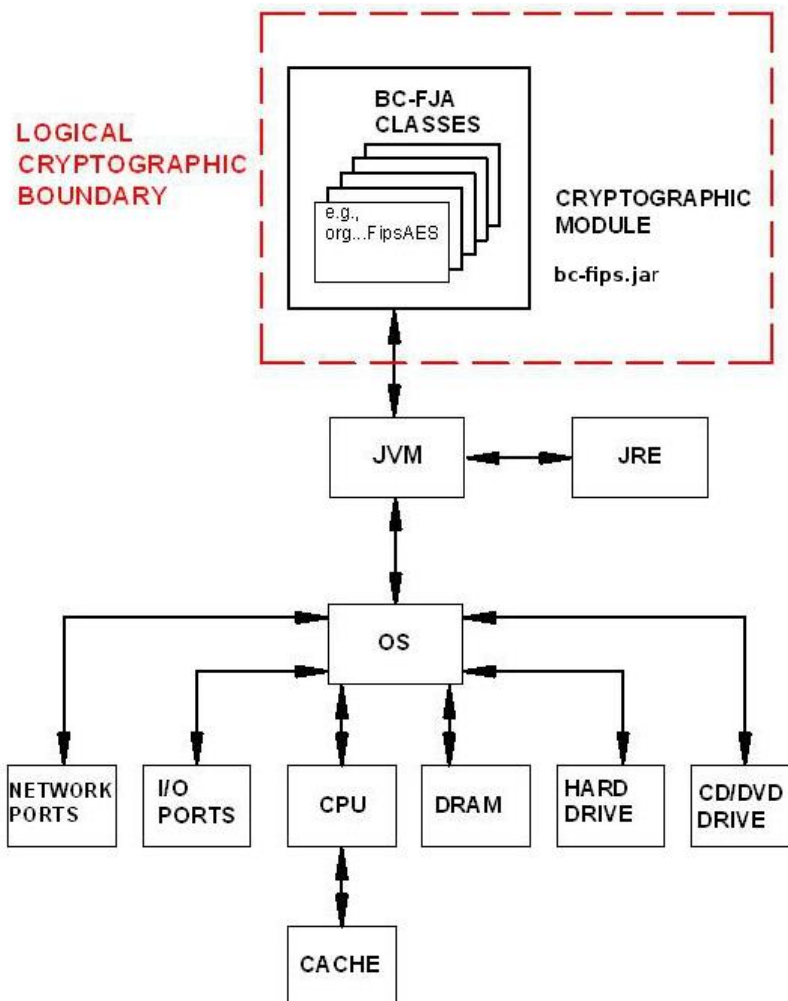 BC-FJA
CLASSES
LOGICAL
CRYPTOGRAPHIC
BOUNDARY
e.g.,
org...FipsAES
CRYPTOGRAPHIC
MODULE
bc-fips.jar
JVM
JRE
OS
NETWORK
PORTS
I/O
PORTS
CPU
DRAM
HARD
DRIVE
CD/DVD
DRIVE
CACHE